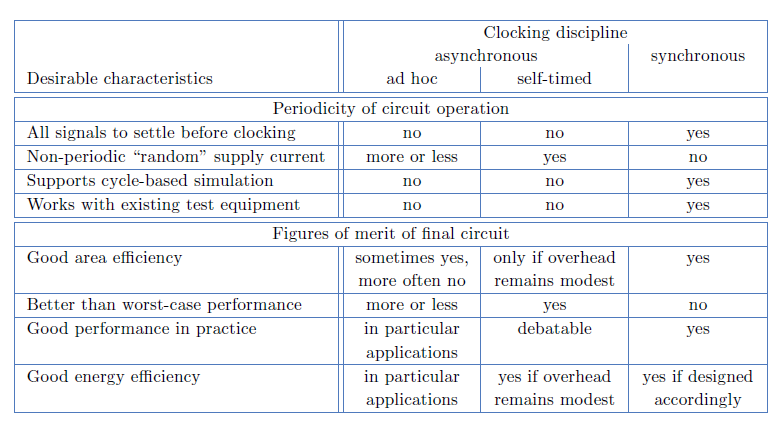 Clocking discipline
asynchronous synchronous
Desirable characteristics ad hoc self-timed
Periodicity of circuit operation
All signals to settle before clocking no no yes
Non-periodic “random” supply current more or less yes no
Supports cycle-based simulation no no yes
Works with existing test equipment no no yes
Figures of merit of final circuit
Good area efficiency sometimes yes, only if overhead yes
more often no remains modest
Better than worst-case performance more or less yes no
Good performance in practice in particular debatable yes
applications
Good energy efficiency in particular yes if overhead yes if designed
applications remains modest accordingly